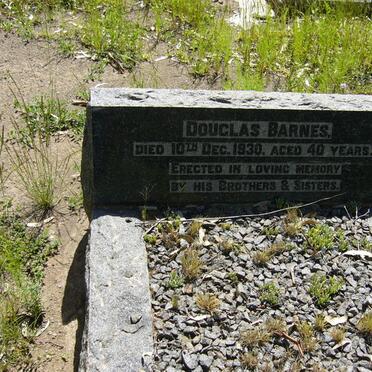 DOUGLAS BARNES,
DIED 10TH DEC. 1930, AGED 40 YEARS.
ERECTED IN LOVING MEMORY
BY HIS BROTHERS & SISTERS.